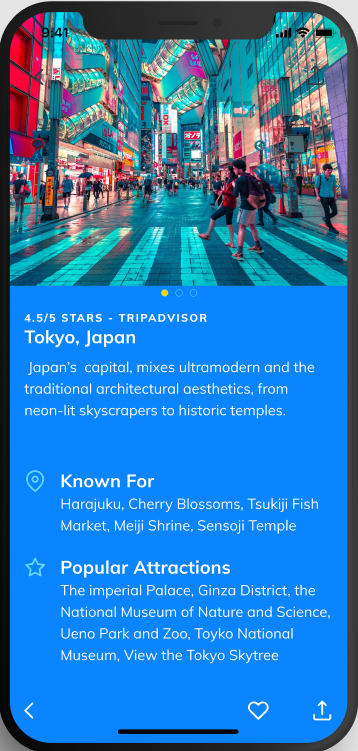 9:41
4.5/5 STARS - TRIPADVISOR
Tokyo, Japan
Japan's capital, mixes ultramodern and the
traditional architectural aesthetics, from
neon-lit skyscrapers to historic temples.
Known For
Harajuku, Cherry Blossoms, Tsukiji Fish
Market, Meiji Shrine, Sensoji Temple
Popular Attractions
The imperial Palace, Ginza District, the
National Museum of Nature and Science,
Ueno Park and Zoo, Toyko National
Museum, View the Tokyo Skytree